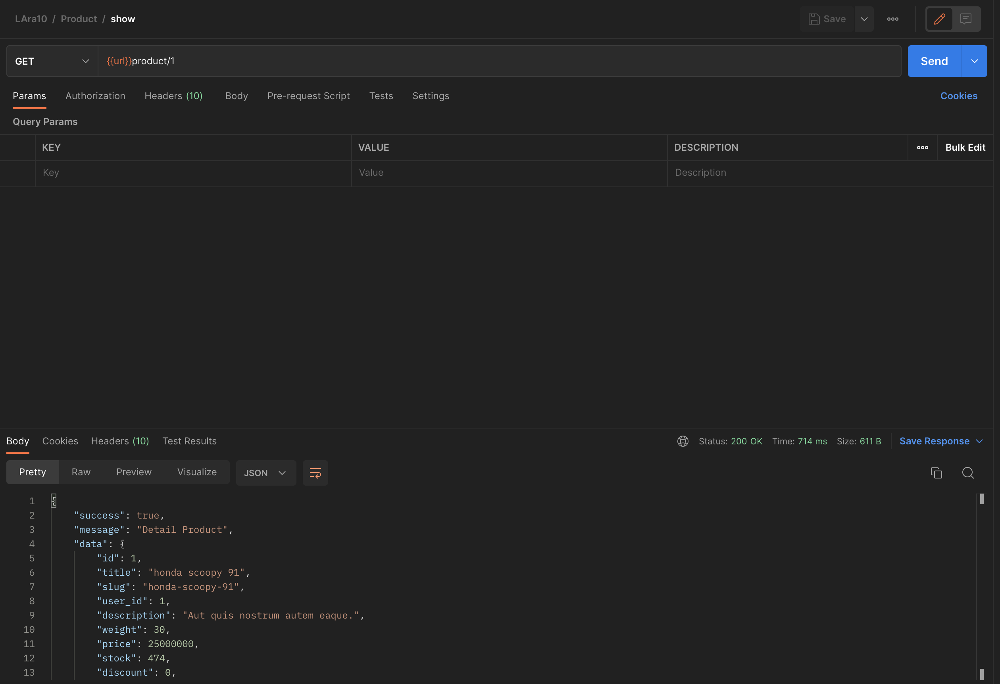 LAra10 / Product / show
Save
GET {{url}}product/1 Send
Params Authorization Headers (10) Body Pre-request Script Tests Settings Cookies
Query Params
KEY VALUE DESCRIPTION Bulk Edit
Key Value Description
Body Cookies Headers (10) Test Results Status: 200 OK Time: 714 ms Size: 611 B Save Response
Pretty Raw Preview Visualize JSON
1 {
2 "success": true,
3 "message": "Detail Product",
4 "data": {
5 "id": 1,
6 "title": "honda scoopy 91",
7 "slug": "honda-scoopy-91",
8 "user_id": 1,
9 "description": "Aut quis nostrum autem eaque.",
10 "weight": 30,
11 "price": 25000000,
12 "stock": 474,
13 "discount": 0,